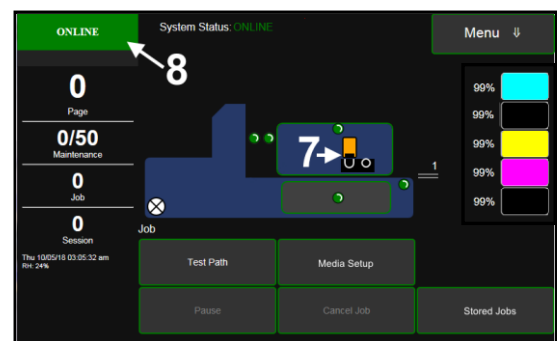 ONLINE
System Status: ONLINE
Menu ⇓
8
0
Page
0/50
Maintenance
0
Job
0
Session
Thu 10/05/18 03:05:32 am
RH: 24%
7
1
99%
99%
99%
99%
99%
Job
Test Path
Media Setup
Pause
Cancel Job
Stored Jobs